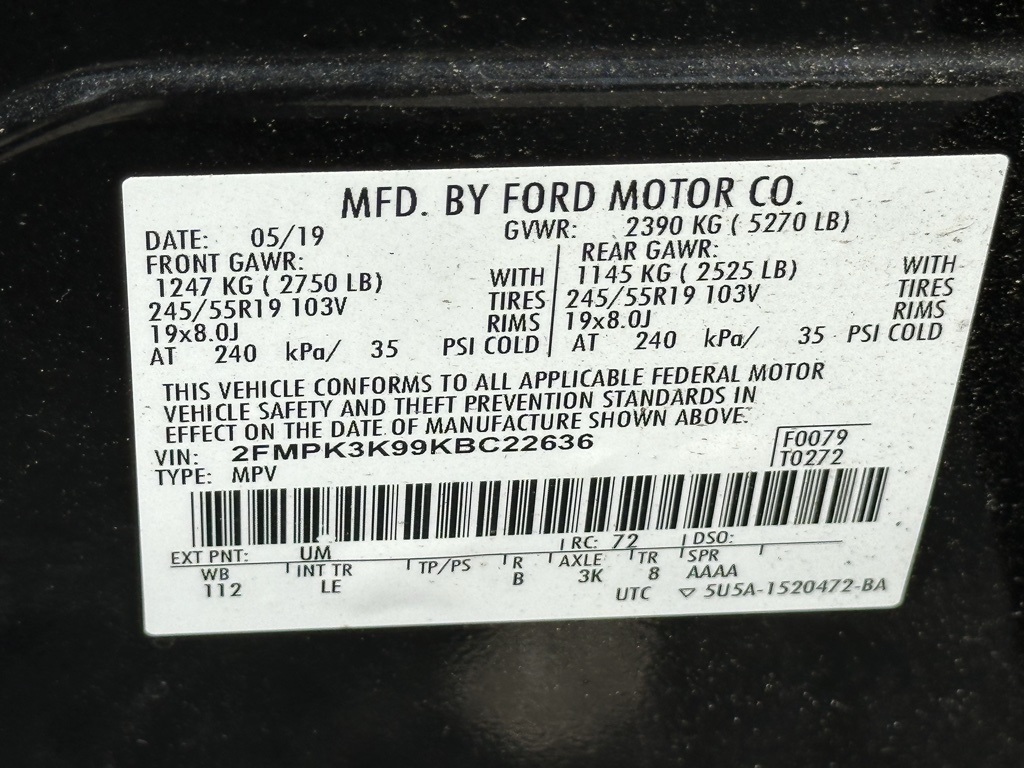 MFD. BY FORD MOTOR CO.
DATE: 05/19 GVWR: 2390 KG ( 5270 LB)
FRONT GAWR: REAR GAWR:
1247 KG ( 2750 LB) WITH 1145 KG ( 2525 LB) WITH
245/55R19 103V TIRES 245/55R19 103V TIRES
19x8.0J RIMS 19x8.0J RIMS
AT 240 kPa/ 35 PSI COLD AT 240 kPa/ 35 PSI COLD
THIS VEHICLE CONFORMS TO ALL APPLICABLE FEDERAL MOTOR
VEHICLE SAFETY AND THEFT PREVENTION STANDARDS IN
EFFECT ON THE DATE OF MANUFACTURE SHOWN ABOVE.
VIN: 2FMPK3K99KBC22636 F0079
TYPE: MPV T0272
EXT PNT: UM RC: 72 DSO:
WB INT TR TP/PS R AXLE TR SPR
112 LE B 3K 8 AAAA
UTC ▽ 5U5A-1520472-BA